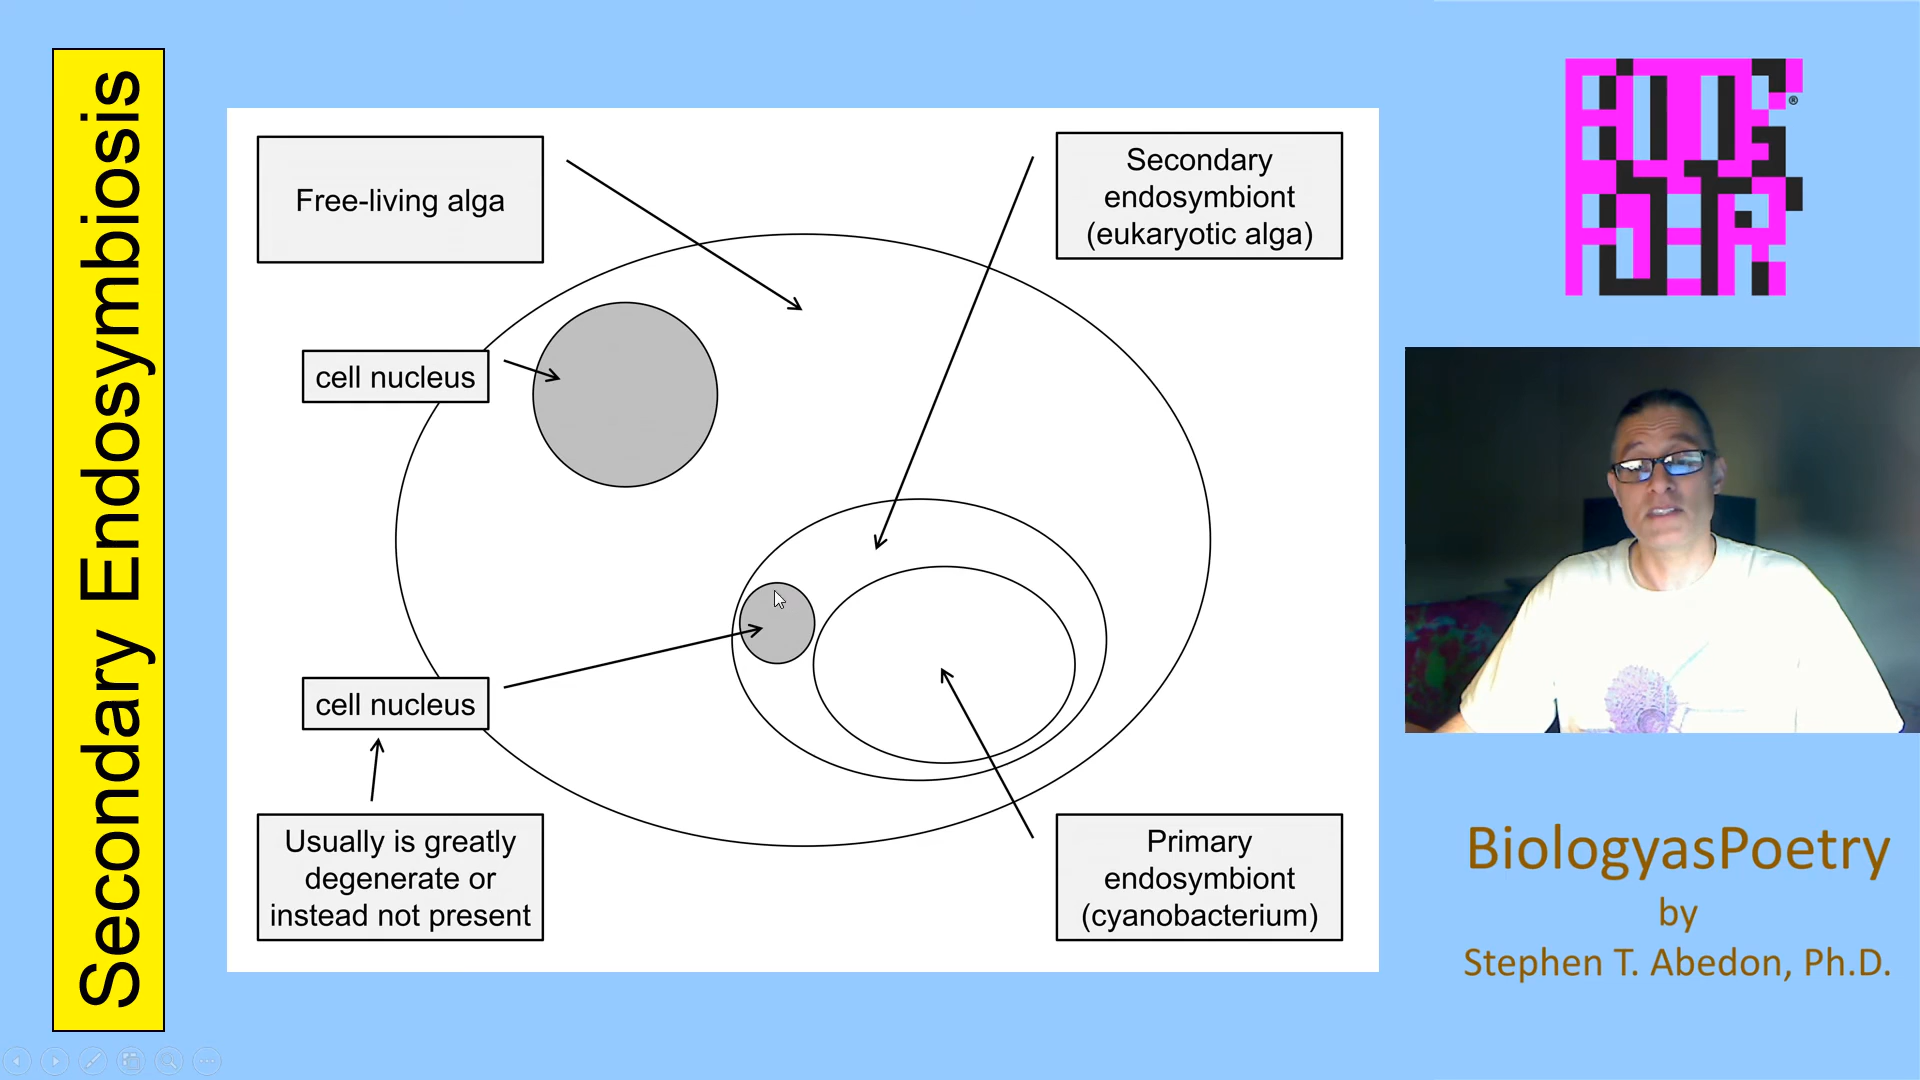 Secondary Endosymbiosis
Free-living alga
Secondary
endosymbiont
(eukaryotic alga)
cell nucleus
cell nucleus
Usually is greatly
degenerate or
instead not present
Primary
endosymbiont
(cyanobacterium)
®
BiologyasPoetry
by
Stephen T. Abedon, Ph.D.